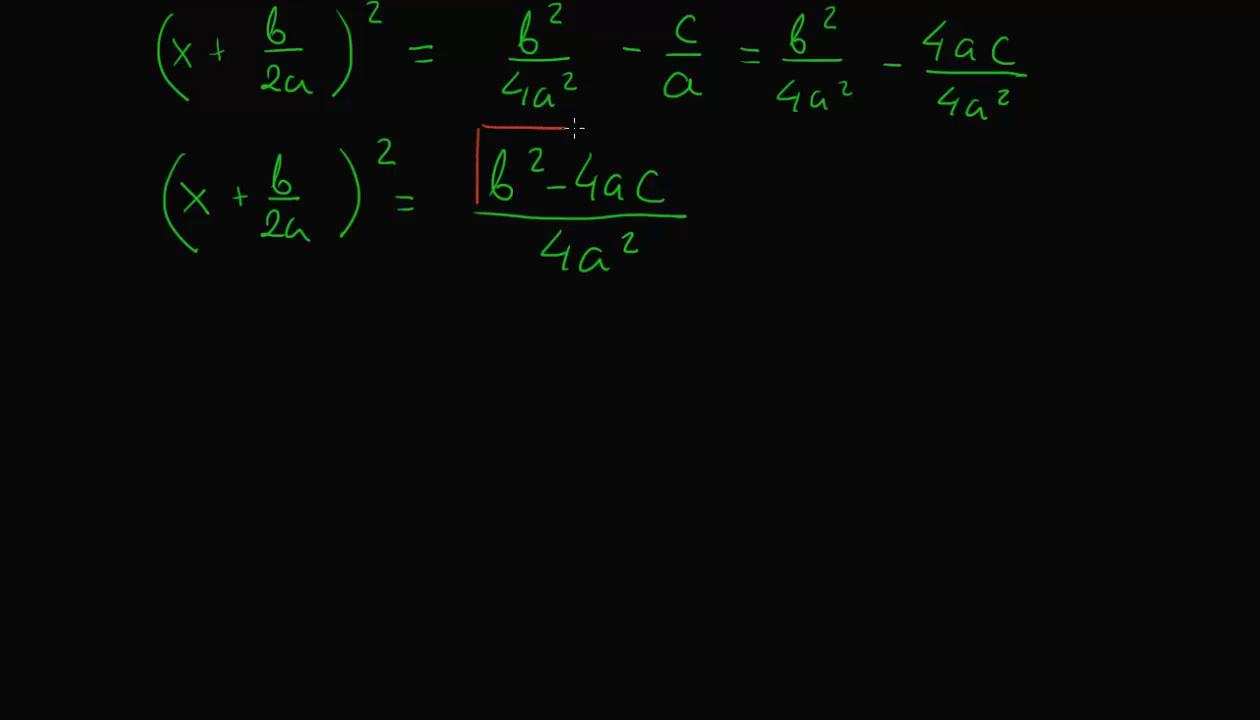 (x + b/2a)² = b²/4a² - c/a = b²/4a² - 4ac/4a²
(x + b/2a)² = b²-4ac/4a²